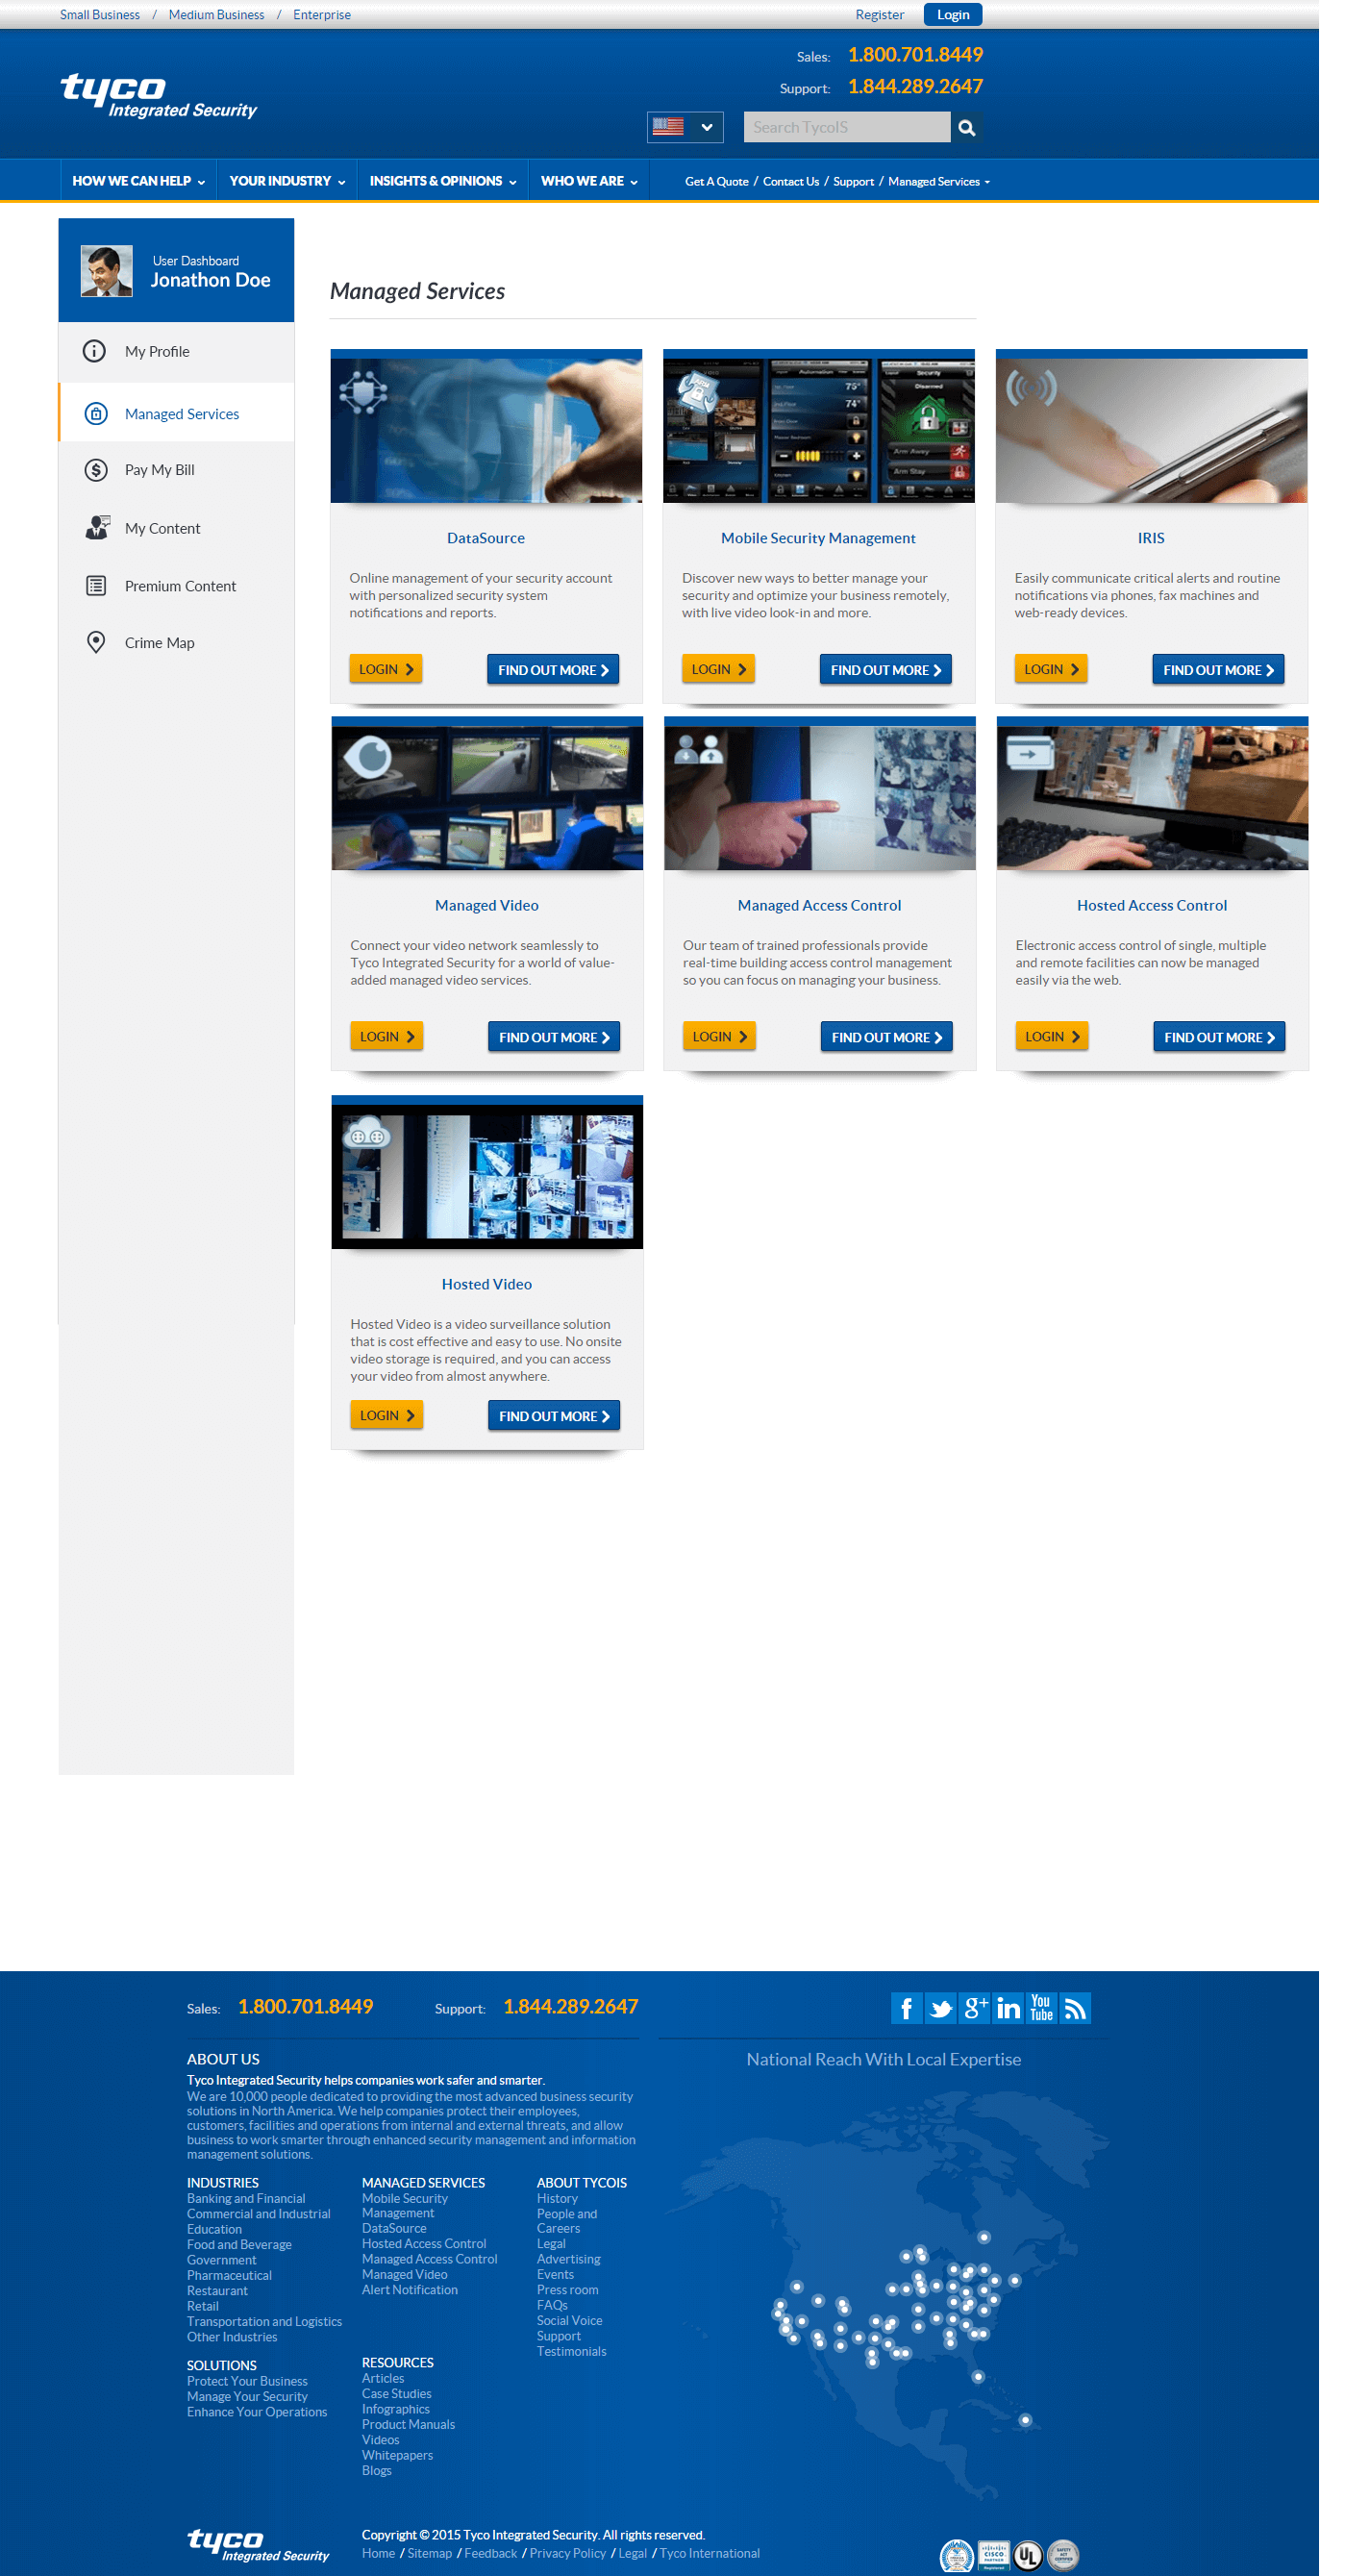 Small Business / Medium Business / Enterprise
Register Login
Sales: 1.800.701.8449
Support: 1.844.289.2647
tyco
Integrated Security
Search TycoIS
HOW WE CAN HELP YOUR INDUSTRY INSIGHTS & OPINIONS WHO WE ARE Get A Quote / Contact Us / Support / Managed Services
User Dashboard
Jonathon Doe
My Profile
Managed Services
Pay My Bill
My Content
Premium Content
Crime Map
Managed Services
DataSource
Online management of your security account
with personalized security system
notifications and reports.
LOGIN FIND OUT MORE
Automation Security
75°
74°
Disarmed
Arm Away
Arm Stay
Mobile Security Management
Discover new ways to better manage your
security and optimize your business remotely,
with live video look-in and more.
LOGIN FIND OUT MORE
IRIS
Easily communicate critical alerts and routine
notifications via phones, fax machines and
web-ready devices.
LOGIN FIND OUT MORE
Managed Video
Connect your video network seamlessly to
Tyco Integrated Security for a world of value-
added managed video services.
LOGIN FIND OUT MORE
Managed Access Control
Our team of trained professionals provide
real-time building access control management
so you can focus on managing your business.
LOGIN FIND OUT MORE
Hosted Access Control
Electronic access control of single, multiple
and remote facilities can now be managed
easily via the web.
LOGIN FIND OUT MORE
Hosted Video
Hosted Video is a video surveillance solution
that is cost effective and easy to use. No onsite
video storage is required, and you can access
your video from almost anywhere.
LOGIN FIND OUT MORE
Sales: 1.800.701.8449 Support: 1.844.289.2647
f g+ in You Tube
ABOUT US
Tyco Integrated Security helps companies work safer and smarter.
We are 10,000 people dedicated to providing the most advanced business security
solutions in North America. We help companies protect their employees,
customers, facilities and operations from internal and external threats, and allow
business to work smarter through enhanced security management and information
management solutions.
National Reach With Local Expertise
INDUSTRIES
Banking and Financial
Commercial and Industrial
Education
Food and Beverage
Government
Pharmaceutical
Restaurant
Retail
Transportation and Logistics
Other Industries
SOLUTIONS
Protect Your Business
Manage Your Security
Enhance Your Operations
MANAGED SERVICES
Mobile Security
Management
DataSource
Hosted Access Control
Managed Access Control
Managed Video
Alert Notification
RESOURCES
Articles
Case Studies
Infographics
Product Manuals
Videos
Whitepapers
Blogs
ABOUT TYCOIS
History
People and
Careers
Legal
Advertising
Events
Press room
FAQs
Social Voice
Support
Testimonials
tyco
Integrated Security
Copyright © 2015 Tyco Integrated Security. All rights reserved.
Home / Sitemap / Feedback / Privacy Policy / Legal / Tyco International
CISCO
PARTNER
UL